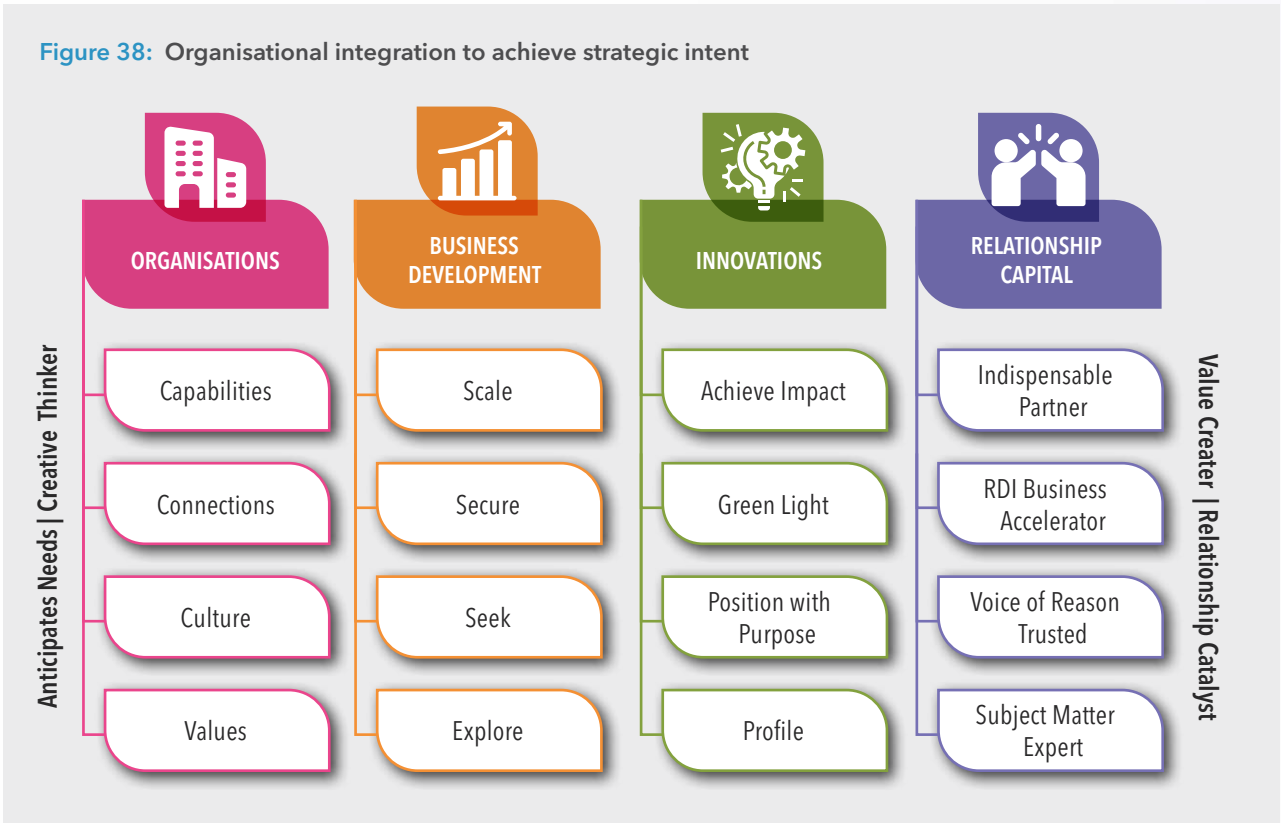 Figure 38: Organisational integration to achieve strategic intent
ORGANISATIONS
Capabilities
Connections
Culture
Values
BUSINESS
DEVELOPMENT
Scale
Secure
Seek
Explore
INNOVATIONS
Achieve Impact
Green Light
Position with
Purpose
Profile
RELATIONSHIP
CAPITAL
Indispensable
Partner
RDI Business
Accelerator
Voice of Reason
Trusted
Subject Matter
Expert
Anticipates Needs | Creative Thinker
Value Creater | Relationship Catalyst